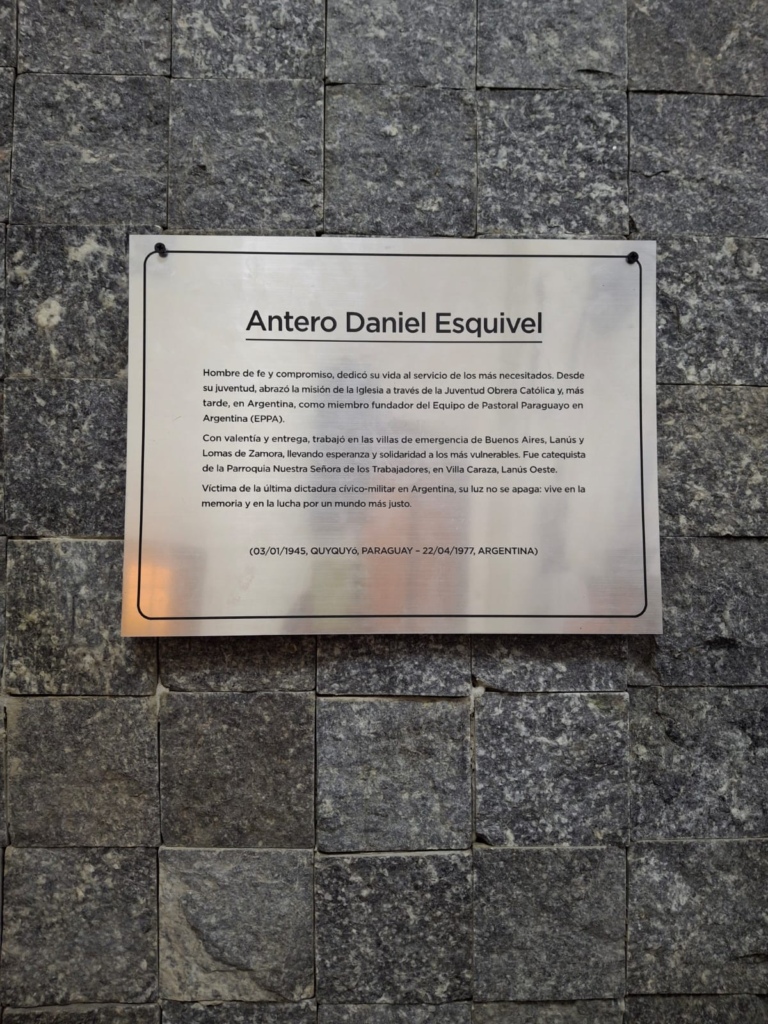 Antero Daniel Esquivel
Hombre de fe y compromiso, dedicó su vida al servicio de los más necesitados. Desde
su juventud, abrazó la misión de la Iglesia a través de la Juventud Obrera Católica y, más
tarde, en Argentina, como miembro fundador del Equipo de Pastoral Paraguayo en
Argentina (EPPA).
Con valentía y entrega, trabajó en las villas de emergencia de Buenos Aires, Lanús y
Lomas de Zamora, llevando esperanza y solidaridad a los más vulnerables. Fue catequista
de la Parroquia Nuestra Señora de los Trabajadores, en Villa Caraza, Lanús Oeste.
Víctima de la última dictadura cívico-militar en Argentina, su luz no se apaga: vive en la
memoria y en la lucha por un mundo más justo.
(03/01/1945, QUYQUYó, PARAGUAY – 22/04/1977, ARGENTINA)